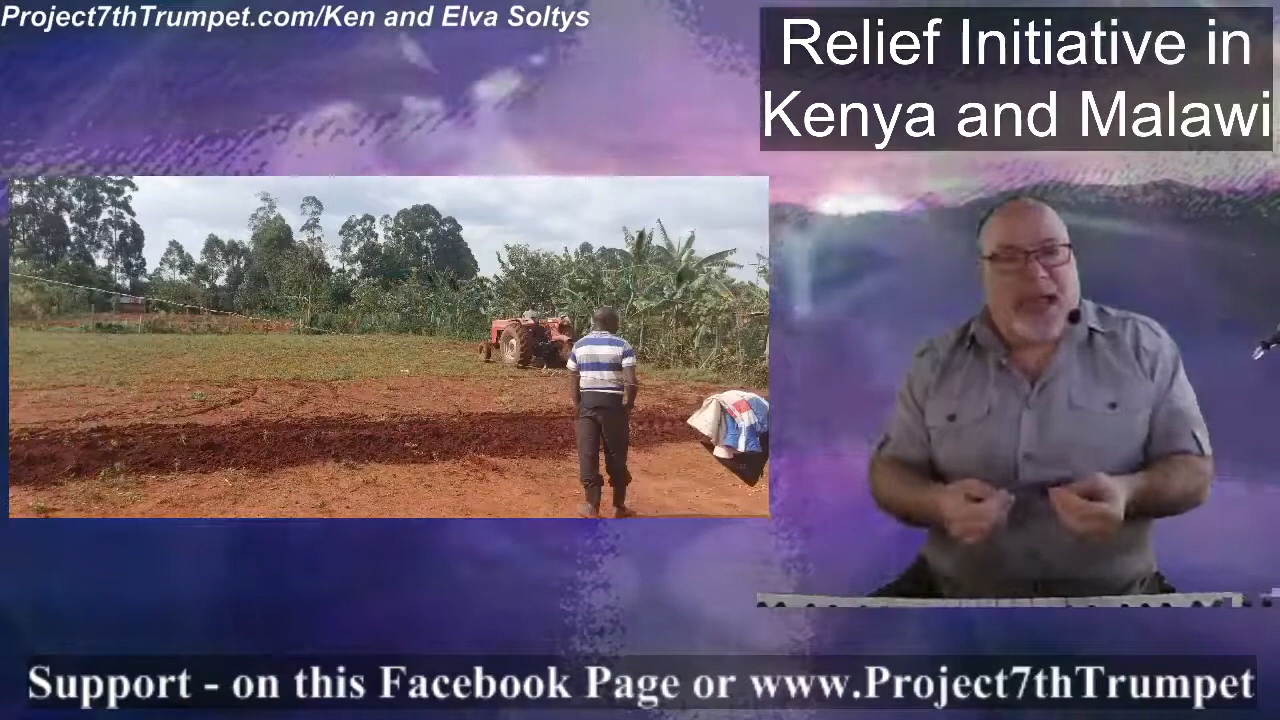 Project7thTrumpet.com/Ken and Elva Soltys
Relief Initiative in
Kenya and Malawi
Support - on this Facebook Page or www.Project7thTrumpet